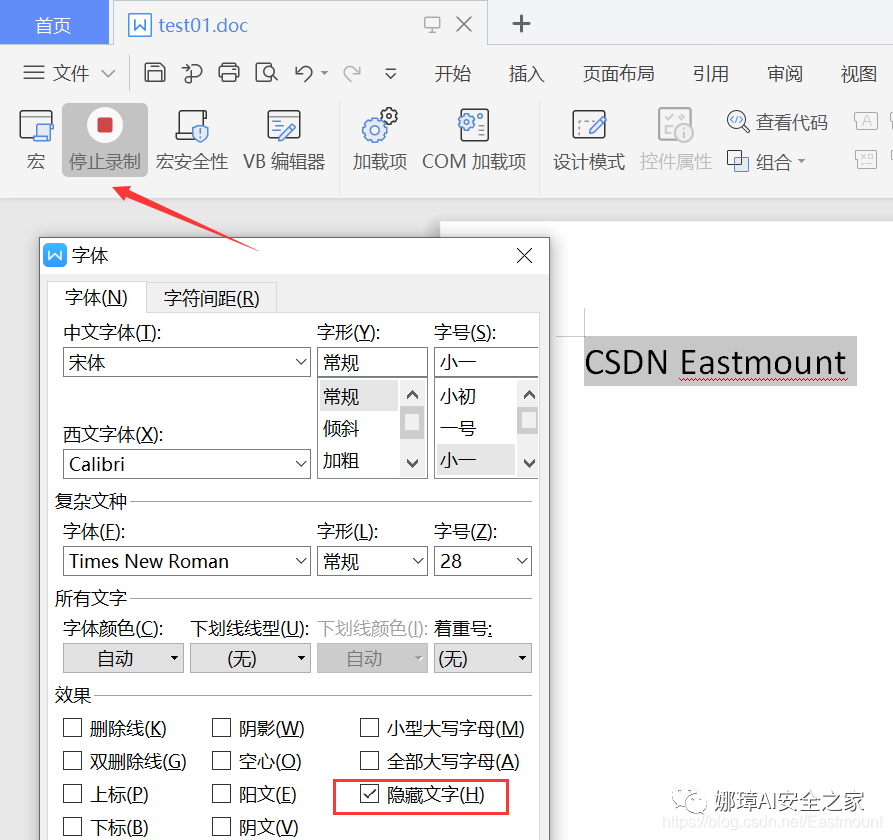 首页 test01.doc
文件 开始 插入 页面布局 引用 审阅 视图
宏 停止录制 宏安全性 VB 编辑器 加载项 COM 加载项 设计模式 控件属性 查看代码
组合
字体
字体(N) 字符间距(R)
中文字体(T): 字形(Y): 字号(S):
宋体 常规 小一
常规 小初
倾斜 一号
加粗 小一
西文字体(X):
Calibri
复杂文种
字体(F): 字形(L): 字号(Z):
Times New Roman 常规 28
所有文字
字体颜色(C): 下划线线型(U): 下划线颜色(I): 着重号:
自动 (无) 自动 (无)
效果
删除线(K) 阴影(W) 小型大写字母(M)
双删除线(G) 空心(O) 全部大写字母(A)
上标(P) 阳文(E) 隐藏文字(H)
下标(B) 阴文(V)
CSDN Eastmount
娜璋AI安全之家
https://blog.csdn.net/Eastmount